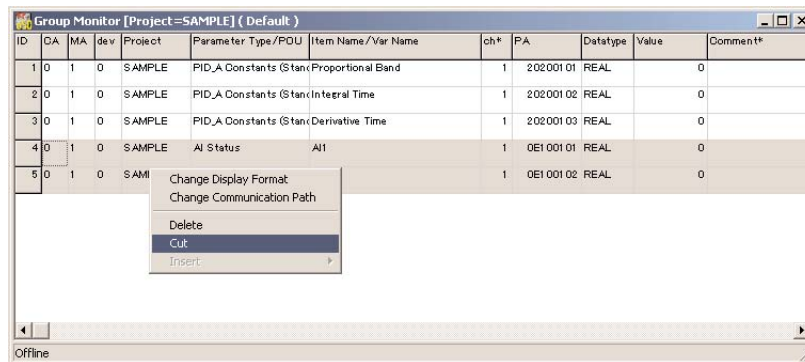 Group Monitor [Project=SAMPLE] ( Default )
ID CA MA dev Project Parameter Type/POU Item Name/Var Name ch* PA Datatype Value Comment*
1 0 1 0 SAMPLE PID_A Constants (Stan Proportional Band 1 20200101 REAL 0
2 0 1 0 SAMPLE PID_A Constants (Stan Integral Time 1 20200102 REAL 0
3 0 1 0 SAMPLE PID_A Constants (Stan Derivative Time 1 20200103 REAL 0
4 0 1 0 SAMPLE AI Status AI1 1 0E100101 REAL 0
5 0 1 0 1 0E100102 REAL 0
Change Display Format
Change Communication Path
Delete
Cut
Insert
Offline